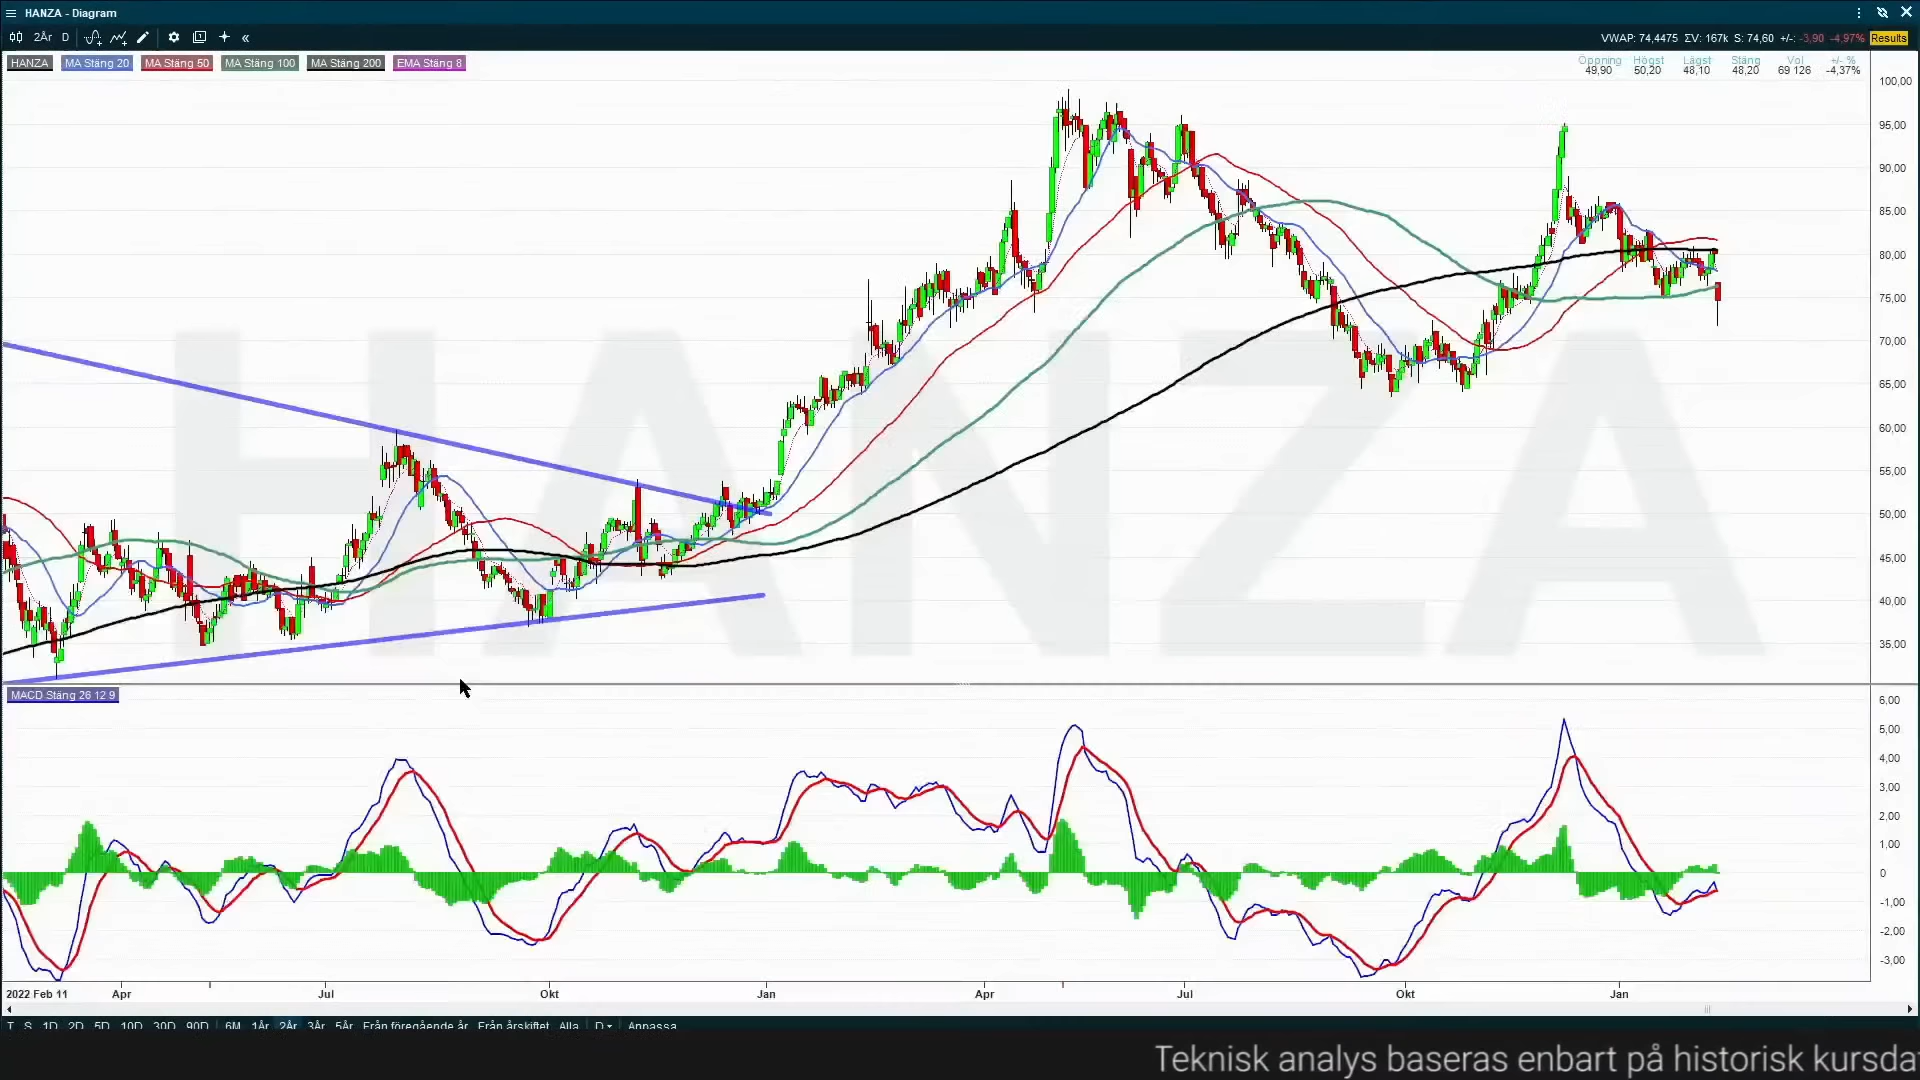 HANZA - Diagram
2År D
VWAP: 74,4475 ΣV: 167k S: 74,60 +/-: -3,90 -4,97% Results
HANZA MA Stäng 20 MA Stäng 50 MA Stäng 100 MA Stäng 200 EMA Stäng 8
Öppning Högst Lägst Stäng Vol +/- %
49,90 50,20 48,10 48,20 69 126 -4,37%
100,00
95,00
90,00
85,00
80,00
75,00
70,00
65,00
60,00
55,00
50,00
45,00
40,00
35,00
HANZA
MACD Stäng 26 12 9
6,00
5,00
4,00
3,00
2,00
1,00
0
-1,00
-2,00
-3,00
2022 Feb 11 Apr Jul Okt Jan Apr Jul Okt Jan
T S 1D 2D 5D 10D 30D 90D 6M 1År 2År 3År 5År Från föregående år Från årskiftet Alla D Anpassa
Teknisk analys baseras enbart på historisk kursda